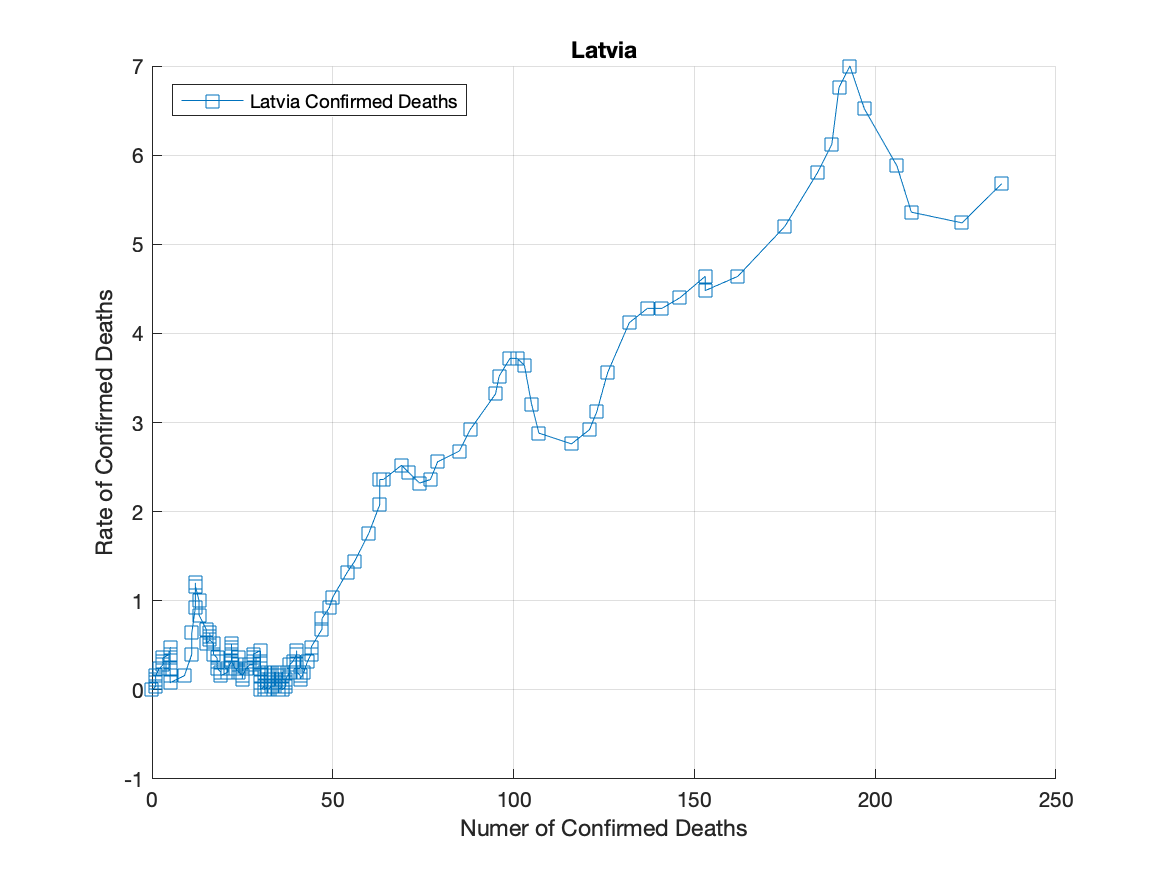 Latvia
Latvia Confirmed Deaths
7
6
5
4
3
2
1
0
-1
Rate of Confirmed Deaths
0 50 100 150 200 250
Numer of Confirmed Deaths